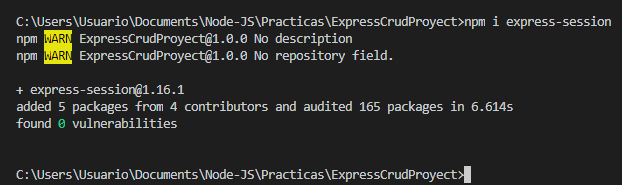 C:\Users\Usuario\Documents\Node-JS\Practicas\ExpressCrudProyect>npm i express-session
npm WARN ExpressCrudProyect@1.0.0 No description
npm WARN ExpressCrudProyect@1.0.0 No repository field.
+ express-session@1.16.1
added 5 packages from 4 contributors and audited 165 packages in 6.614s
found 0 vulnerabilities
C:\Users\Usuario\Documents\Node-JS\Practicas\ExpressCrudProyect>